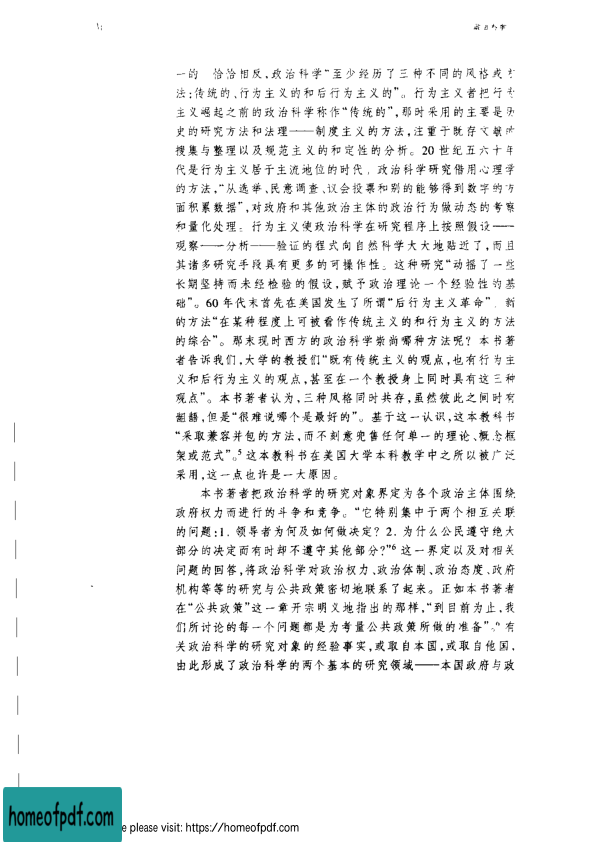 政治科学
一的 恰恰相反,政治科学“至少经历了三种不同的风格或方
法:传统的、行为主义的和后行为主义的”。行为主义者把行为
主义崛起之前的政治科学称作“传统的”,那时采用的主要是历
史的研究方法和法理——制度主义的方法,注重于既存文献的
搜集与整理以及规范主义的和定性的分析。20 世纪五六十年
代是行为主义居于主流地位的时代。政治科学研究借用心理学
的方法,“从选举、民意调查、议会投票和别的能够得到数字的方
面积累数据”,对政府和其他政治主体的政治行为做动态的考察
和量化处理。行为主义使政治科学在研究程序上按照假设——
观察——分析——验证的程式向自然科学大大地贴近了,而且
其诸多研究手段具有更多的可操作性。这种研究“动摇了一些
长期坚持而未经检验的假设,赋予政治理论一个经验性的基
础”。60 年代末首先在美国发生了所谓“后行为主义革命”。新
的方法“在某种程度上可被看作传统主义的和行为主义的方法
的综合”。那末现时西方的政治科学崇尚哪种方法呢? 本书著
者告诉我们,大学的教授们“既有传统主义的观点,也有行为主
义和后行为主义的观点,甚至在一个教授身上同时具有这三种
观点”。本书著者认为,三种风格同时共存,虽然彼此之间时有
龃龉,但是“很难说哪个是最好的”。基于这一认识,这本教科书
“采取兼容并包的方法,而不刻意兜售任何单一的理论、概念框
架或范式”。5 这本教科书在美国大学本科教学中之所以被广泛
采用,这一点也许是一大原因。
本书著者把政治科学的研究对象界定为各个政治主体围绕
政府权力而进行的斗争和竞争。“它特别集中于两个相互关联
的问题:1. 领导者为何及如何做决定? 2. 为什么公民遵守绝大
部分的决定而有时却不遵守其他部分?”6 这一界定以及对相关
问题的回答,将政治科学对政治权力、政治体制、政治态度、政府
机构等等的研究与公共政策密切地联系了起来。正如本书著者
在“公共政策”这一章开宗明义地指出的那样,“到目前为止,我
们所讨论的每一个问题都是为考量公共政策所做的准备”。有
关政治科学的研究对象的经验事实,或取自本国,或取自他国,
由此形成了政治科学的两个基本的研究领域——本国政府与政
homeofpdf.com
e please visit: https://homeofpdf.com